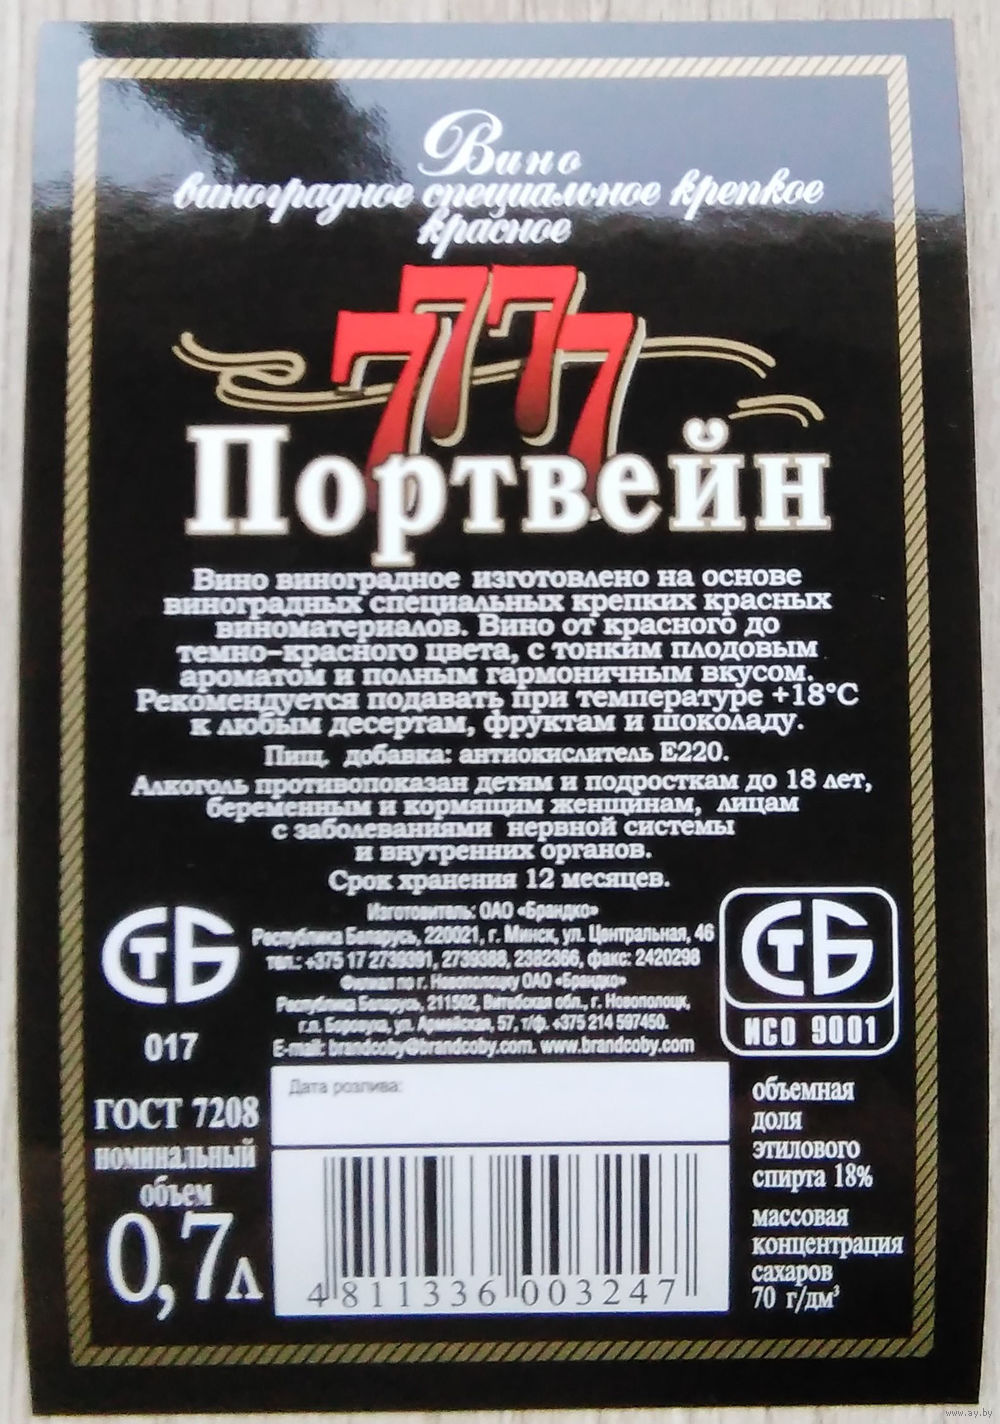 Вино
виноградное специальное крепкое
красное
777
Портвейн
Вино виноградное изготовлено на основе
виноградных специальных крепких красных
виноматериалов. Вино от красного до
темно-красного цвета, с тонким плодовым
ароматом и полным гармоничным вкусом.
Рекомендуется подавать при температуре +18°С
к любым десертам, фруктам и шоколаду.
Пищ. добавка: антиокислитель Е220.
Алкоголь противопоказан детям и подросткам до 18 лет,
беременным и кормящим женщинам, лицам
с заболеваниями нервной системы
и внутренних органов.
Срок хранения 12 месяцев.
Изготовитель: ОАО «Брандко»
Республика Беларусь, 220021, г. Минск, ул. Центральная, 46
тел.: +375 17 2739391, 2739388, 2382366, факс: 2420298
Филиал по г. Новополоцку ОАО «Брандко»
Республика Беларусь, 211502, Витебская обл., г. Новополоцк,
г.п. Боровуха, ул. Армейская, 57, т/ф. +375 214 597450.
E-mail: brandcoby@brandcoby.com. www.brandcoby.com
СТБ
017
СТБ
ИСО 9001
ГОСТ 7208
номинальный
объем
0,7л
Дата розлива:
4 811336 003247
объемная
доля
этилового
спирта 18%
массовая
концентрация
сахаров
70 г/дм³
www.ay.by